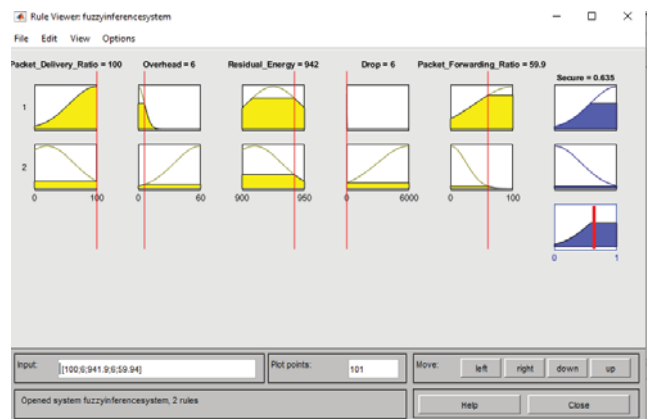 Rule Viewer: fuzzyinferencesystem
File Edit View Options
Packet_Delivery_Ratio = 100 Overhead = 6 Residual_Energy = 942 Drop = 6 Packet_Forwarding_Ratio = 59.9
Secure = 0.635
1
2
0 100 0 60 900 950 0 6000 0 100
0 1
Input: [100;6;941.9;6;59.94] Plot points: 101 Move: left right down up
Opened system fuzzyinferencesystem, 2 rules Help Close